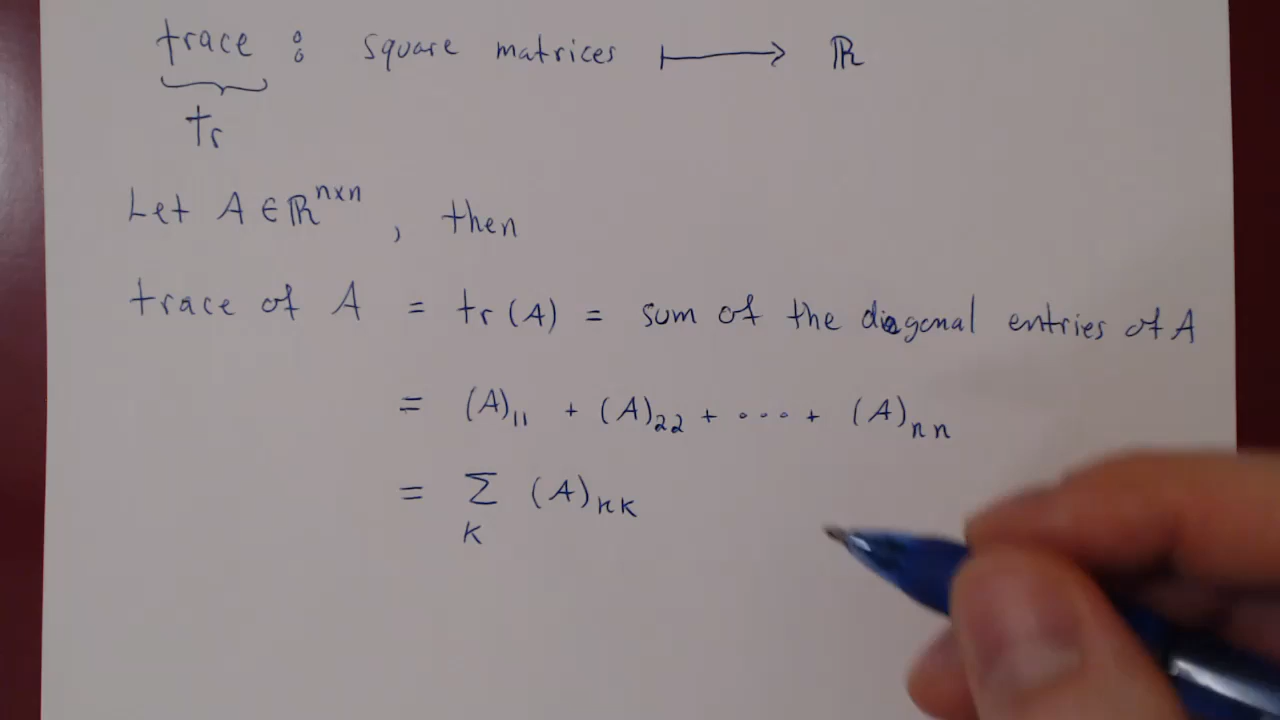 trace : square matrices ⟼ ℝ
tr
Let A ∈ ℝ^{n×n} , then
trace of A = tr (A) = sum of the diagonal entries of A
= (A)₁₁ + (A)₂₂ + ···· + (A)ₙₙ
= Σ (A)ₖₖ
K